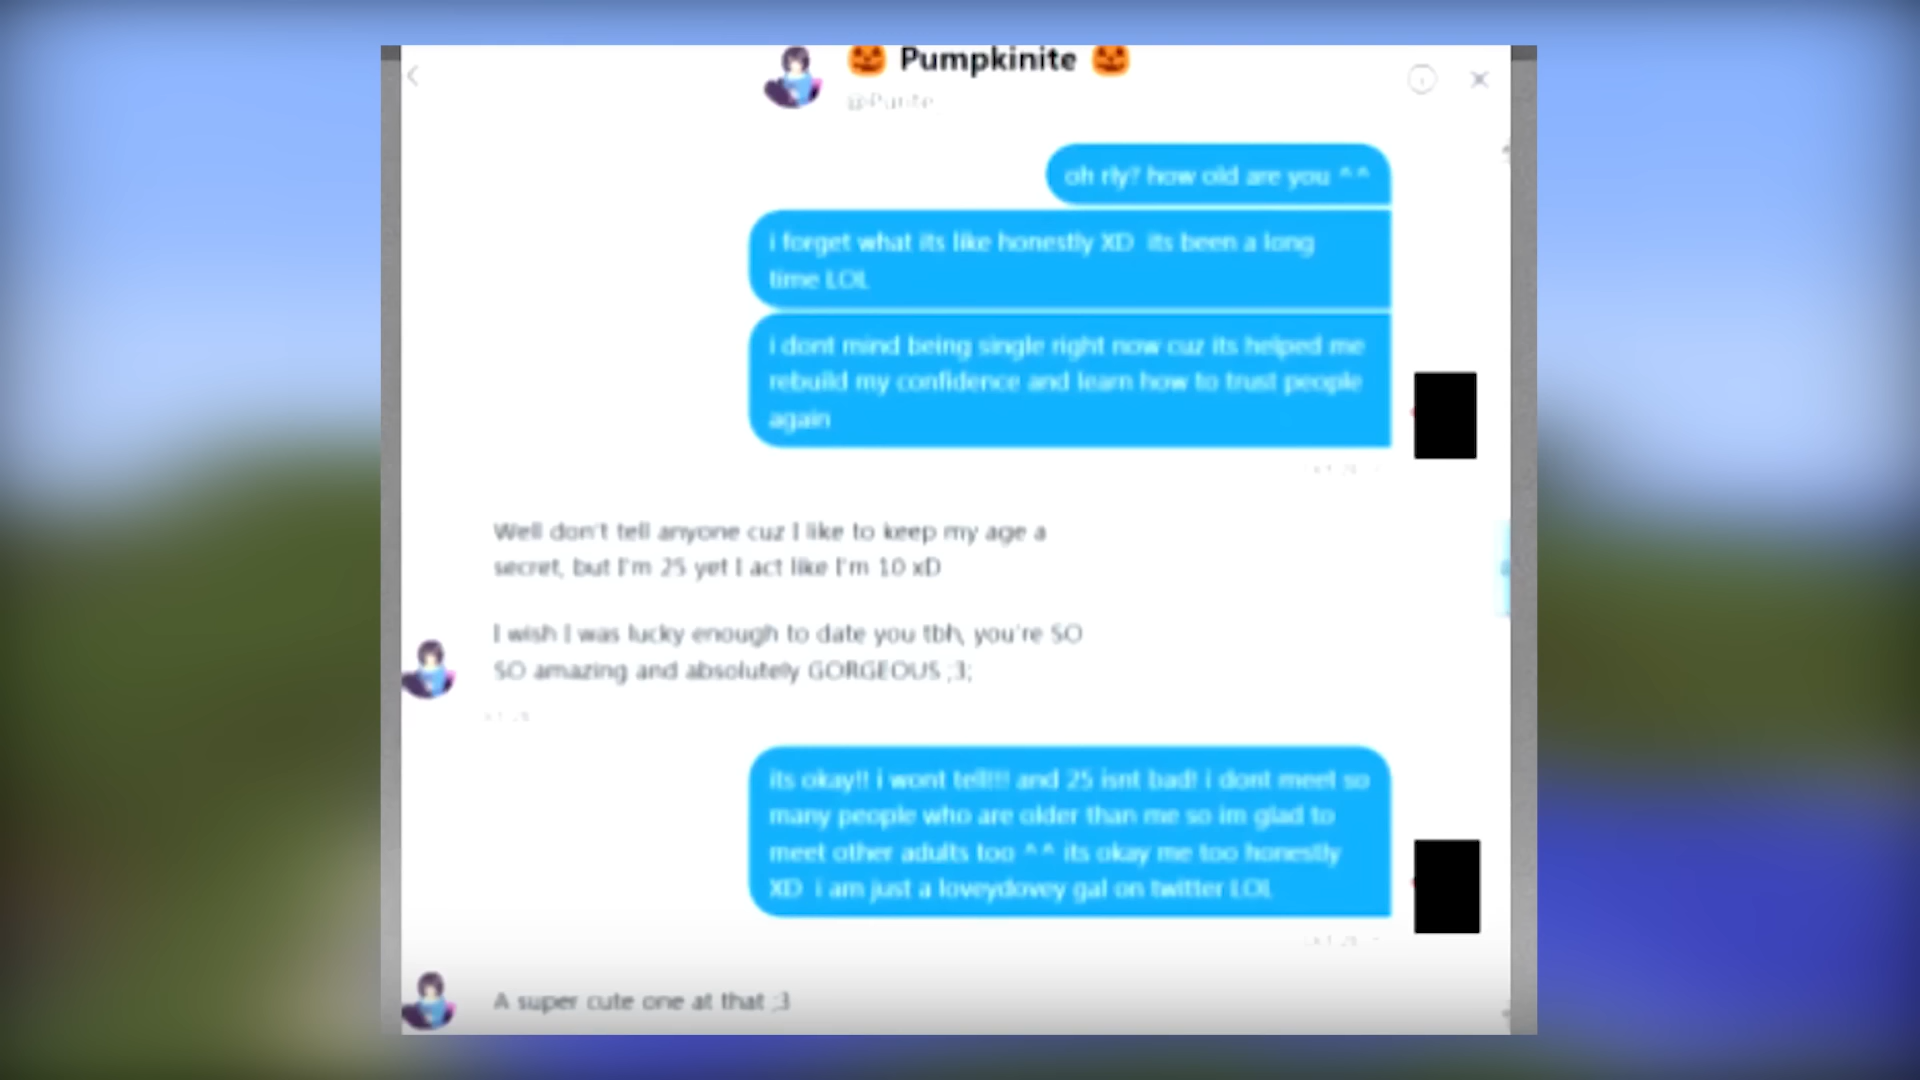 🎃 Pumpkinite 🎃
oh rly? how old are you ^^
i forget what its like honestly XD its been a long
time LOL
i dont mind being single right now cuz its helped me
rebuild my confidence and learn how to trust people
again
Well don't tell anyone cuz I like to keep my age a
secret, but I'm 25 yet I act like I'm 10 xD
I wish I was lucky enough to date you tbh, you're SO
SO amazing and absolutely GORGEOUS ;3;
its okay!! i wont tell!!! and 25 isnt bad! i dont meet so
many people who are older than me so im glad to
meet other adults too ^^ its okay me too honestly
XD i am just a loveydovey gal on twitter LOL
A super cute one at that ;3